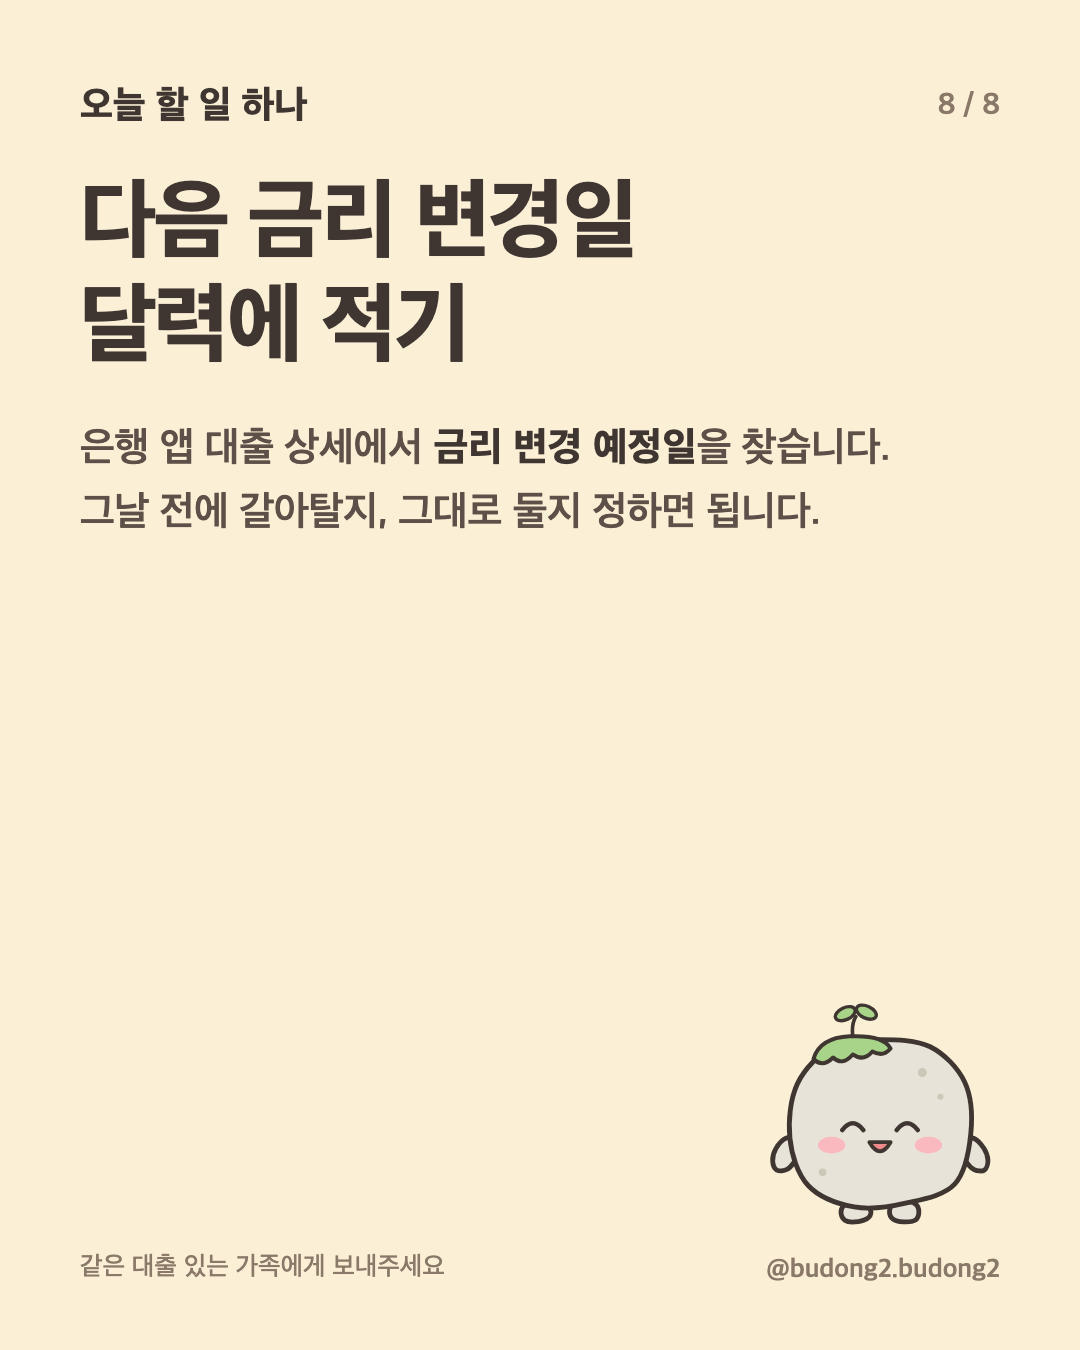 오늘 할 일 하나
8 / 8
다음 금리 변경일
달력에 적기
은행 앱 대출 상세에서 금리 변경 예정일을 찾습니다.
그날 전에 갈아탈지, 그대로 둘지 정하면 됩니다.
같은 대출 있는 가족에게 보내주세요
@budong2.budong2